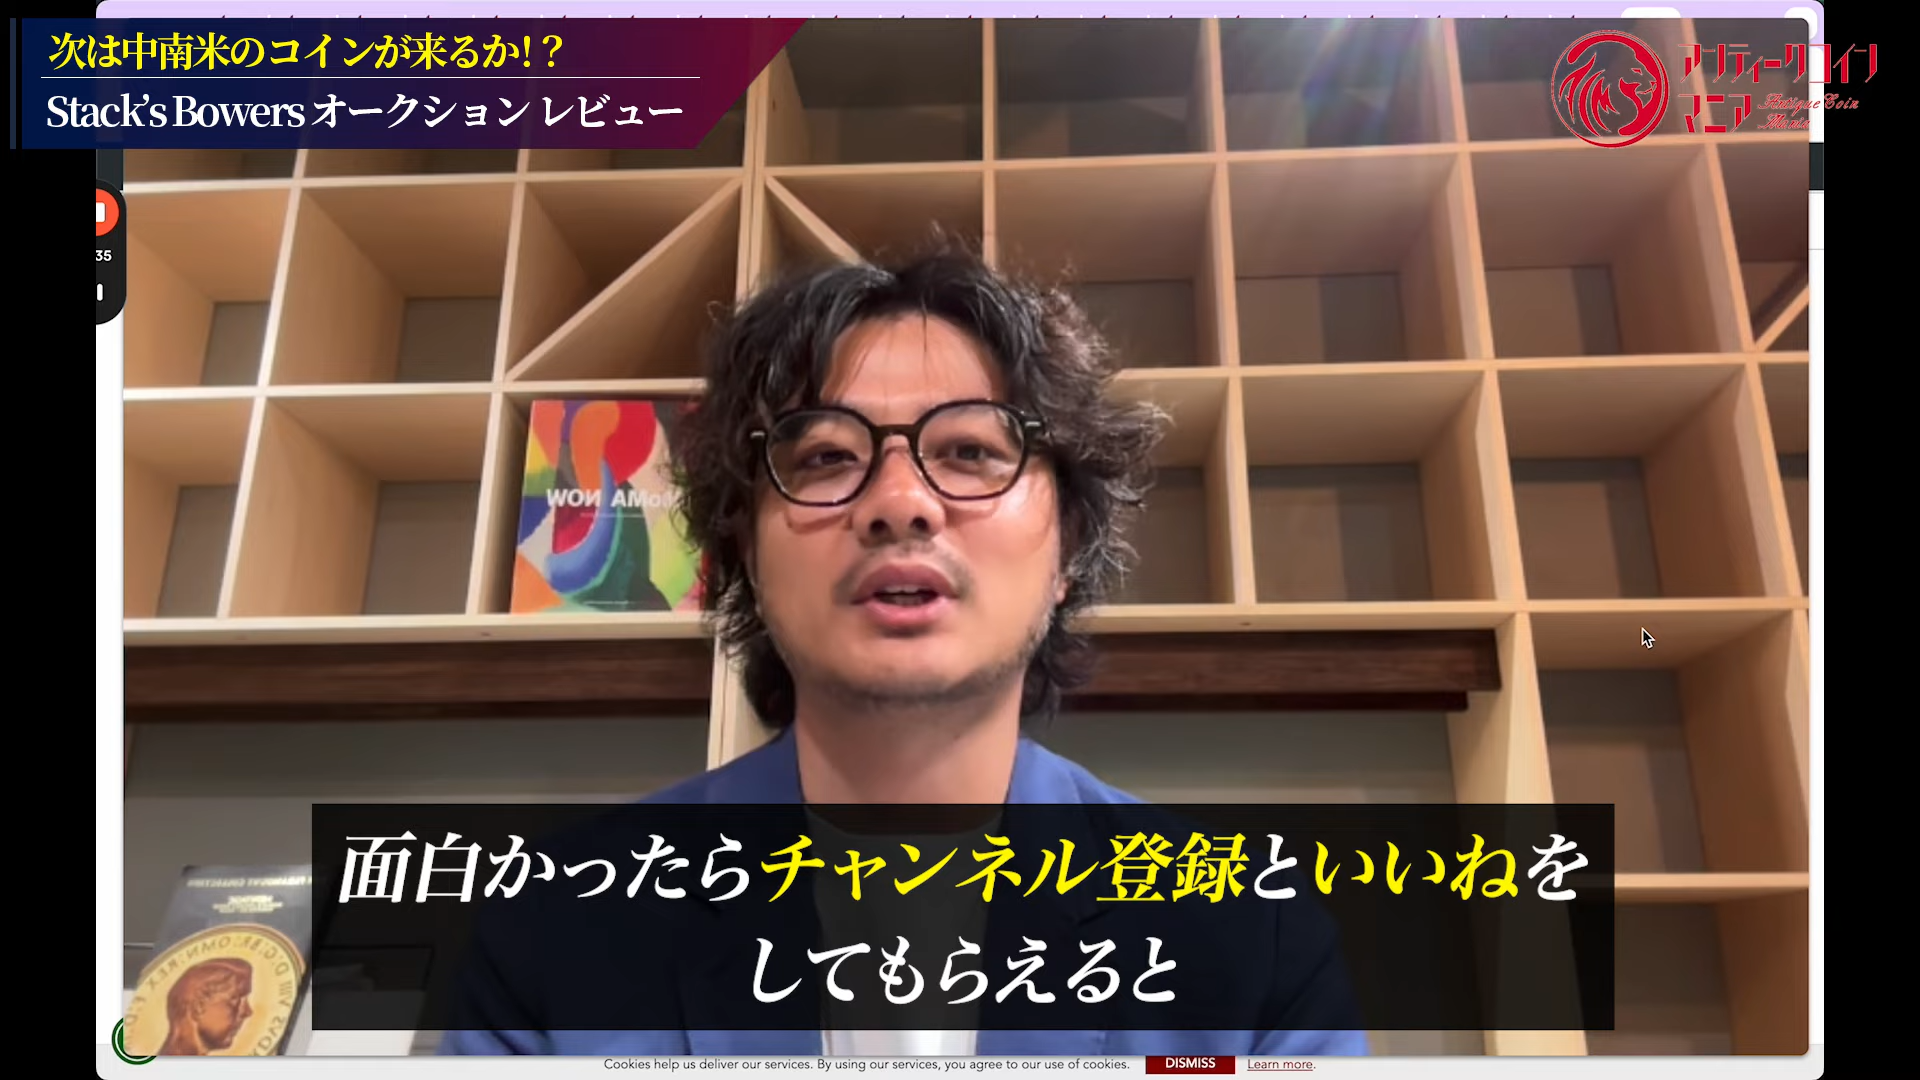 次は中南米のコインが来るか！？
Stack's Bowers オークション レビュー
アンティークコイン
マニア Antique Coin
Mania
35
MoMA NOW
面白かったらチャンネル登録といいねを
してもらえると
Cookies help us deliver our services. By using our services, you agree to our use of cookies.
DISMISS
Learn more.